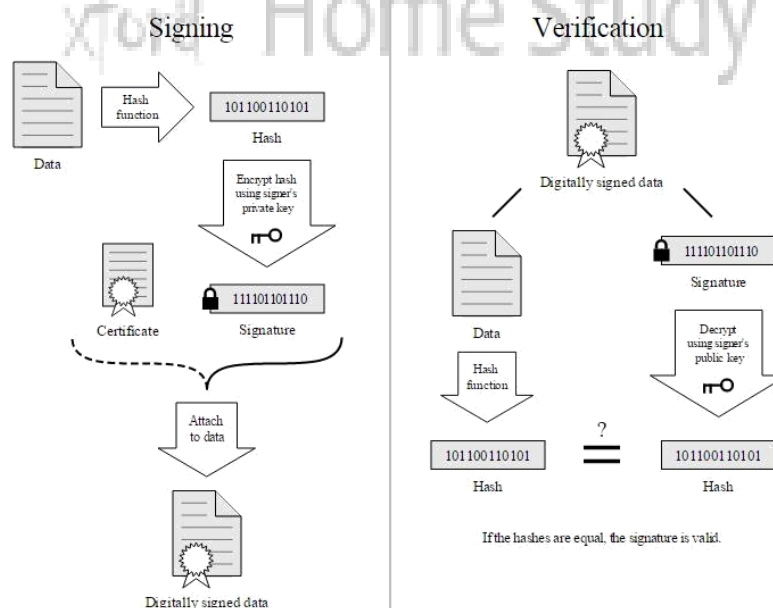 xford Home Study
Signing
Data
Hash
function
101100110101
Hash
Encrypt hash
using signer's
private key
Certificate
111101101110
Signature
Attach
to data
Digitally signed data
Verification
Digitally signed data
Data
111101101110
Signature
Hash
function
Decrypt
using signer's
public key
101100110101
Hash
?
=
101100110101
Hash
If the hashes are equal, the signature is valid.